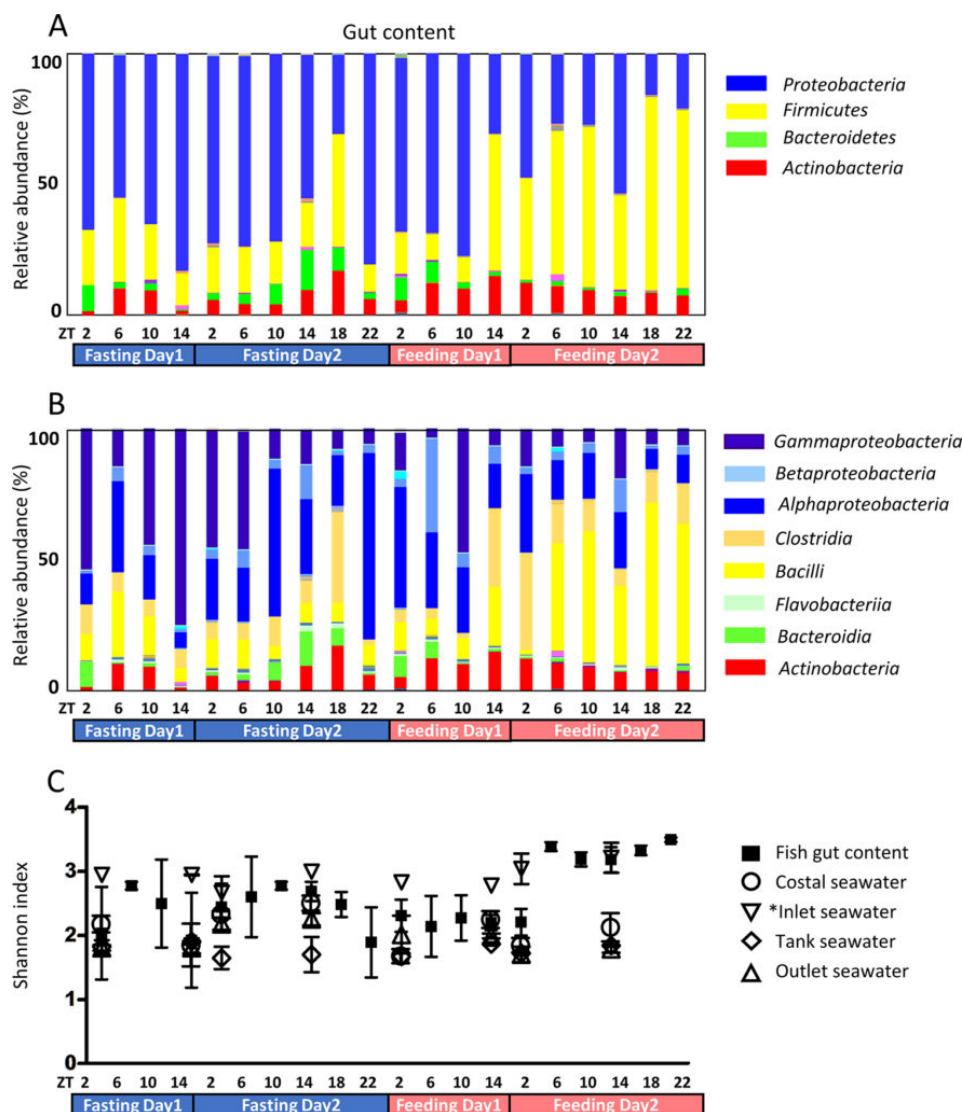 A
Gut content
100
50
0
Relative abundance (%)
Proteobacteria
Firmicutes
Bacteroidetes
Actinobacteria
ZT 2 6 10 14 2 6 10 14 18 22 2 6 10 14 2 6 10 14 18 22
Fasting Day1 Fasting Day2 Feeding Day1 Feeding Day2
B
100
50
0
Relative abundance (%)
Gammaproteobacteria
Betaproteobacteria
Alphaproteobacteria
Clostridia
Bacilli
Flavobacteriia
Bacteroidia
Actinobacteria
ZT 2 6 10 14 2 6 10 14 18 22 2 6 10 14 2 6 10 14 18 22
Fasting Day1 Fasting Day2 Feeding Day1 Feeding Day2
C
4
3
2
1
0
Shannon index
Fish gut content
Costal seawater
*Inlet seawater
Tank seawater
Outlet seawater
ZT 2 6 10 14 2 6 10 14 18 22 2 6 10 14 2 6 10 14 18 22
Fasting Day1 Fasting Day2 Feeding Day1 Feeding Day2